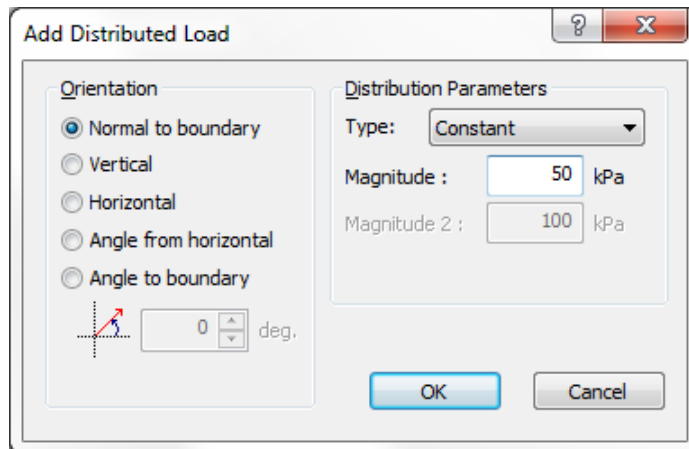 Add Distributed Load
?
X
Orientation
Normal to boundary
Vertical
Horizontal
Angle from horizontal
Angle to boundary
0 deg.
Distribution Parameters
Type: Constant
Magnitude : 50 kPa
Magnitude 2 : 100 kPa
OK Cancel